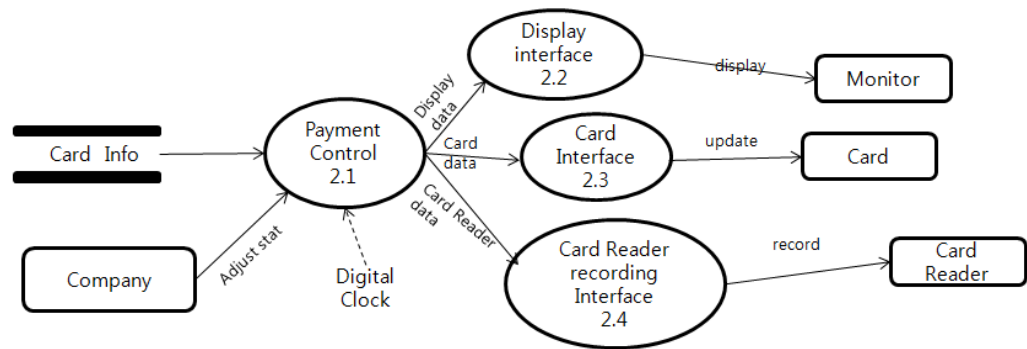 Display
interface
2.2
display
Monitor
Display
data
Payment
Control
2.1
Card Info
Card
data
Card
Interface
2.3
update
Card
Card Reader
data
Adjust stat
Company
Digital
Clock
Card Reader
recording
Interface
2.4
record
Card
Reader